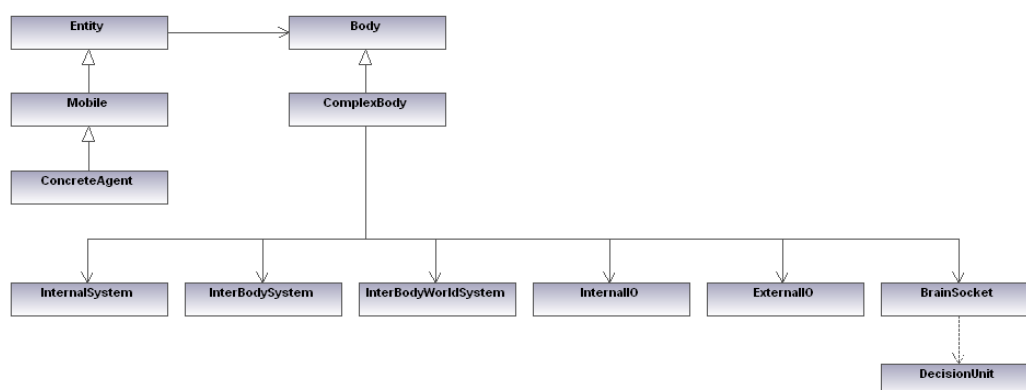 Entity
Body
Mobile
ComplexBody
ConcreteAgent
InternalSystem
InterBodySystem
InterBodyWorldSystem
InternalIO
ExternalIO
BrainSocket
DecisionUnit